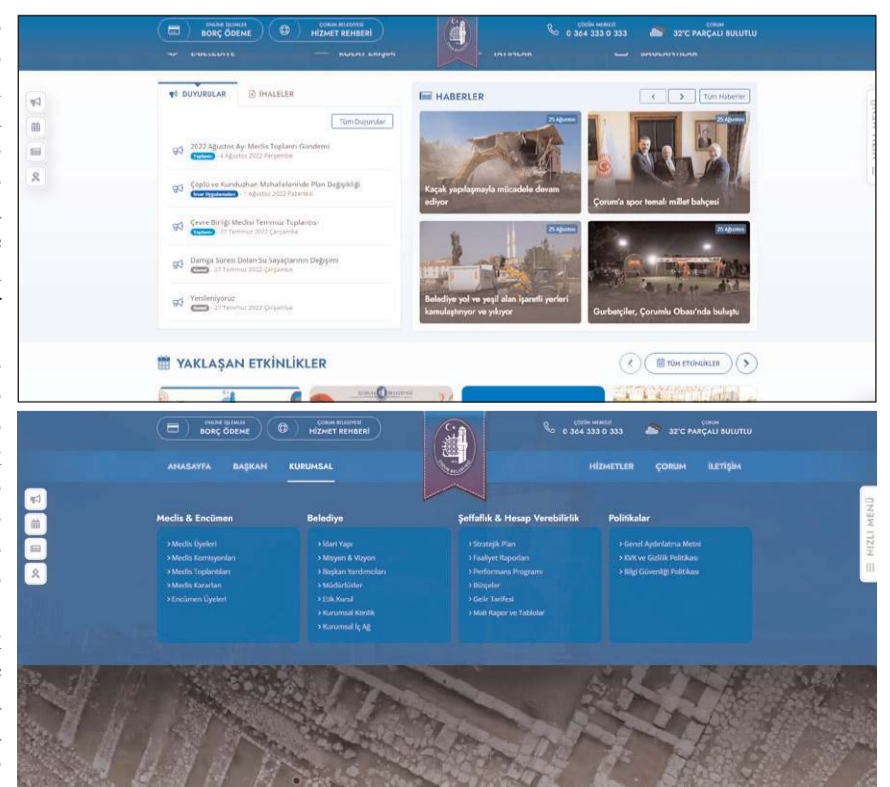 ONLINE İŞLEMLER
BORÇ ÖDEME
ÇORUM BELEDİYESİ
HİZMET REHBERİ
ÇÖZÜM MERKEZİ
0 364 333 0 333
ÇORUM
32°C PARÇALI BULUTLU
DUYURULAR
İHALELER
Tüm Duyurular
2022 Ağustos Ayı Meclis Toplantı Gündemi
Toplantı - 4 Ağustos 2022 Perşembe
Çöplü ve Kunduzhan Mahallelerinde Plan Değişikliği
İmar Uygulamaları - 1 Ağustos 2022 Pazartesi
Çevre Birliği Meclisi Temmuz Toplantısı
Toplantı - 27 Temmuz 2022 Çarşamba
Damga Süresi Dolan Su Sayaçlarının Değişimi
Genel - 27 Temmuz 2022 Çarşamba
Yenileniyoruz
Genel - 27 Temmuz 2022 Çarşamba
HABERLER
Tüm Haberler
25 Ağustos
Kaçak yapılaşmayla mücadele devam
ediyor
25 Ağustos
Çorum'a spor temalı millet bahçesi
25 Ağustos
Belediye yol ve yeşil alan işaretli yerleri
kamulaştırıyor ve yıkıyor
25 Ağustos
Gurbetçiler, Çorumlu Obası'nda buluştu
YAKLAŞAN ETKİNLİKLER
TÜM ETKİNLİKLER
ONLINE İŞLEMLER
BORÇ ÖDEME
ÇORUM BELEDİYESİ
HİZMET REHBERİ
ÇÖZÜM MERKEZİ
0 364 333 0 333
ÇORUM
32°C PARÇALI BULUTLU
ANASAYFA
BAŞKAN
KURUMSAL
HİZMETLER
ÇORUM
İLETİŞİM
HIZLI MENÜ
Meclis & Encümen
› Meclis Üyeleri
› Meclis Komisyonları
› Meclis Toplantıları
› Meclis Kararları
› Encümen Üyeleri
Belediye
› İdari Yapı
› Misyon & Vizyon
› Başkan Yardımcıları
› Müdürlükler
› Etik Kurul
› Kurumsal Kimlik
› Kurumsal İç Ağ
Şeffaflık & Hesap Verebilirlik
› Stratejik Plan
› Faaliyet Raporları
› Performans Programı
› Bütçeler
› Gelir Tarifesi
› Mali Rapor ve Tablolar
Politikalar
› Genel Aydınlatma Metni
› KVK ve Gizlilik Politikası
› Bilgi Güvenliği Politikası